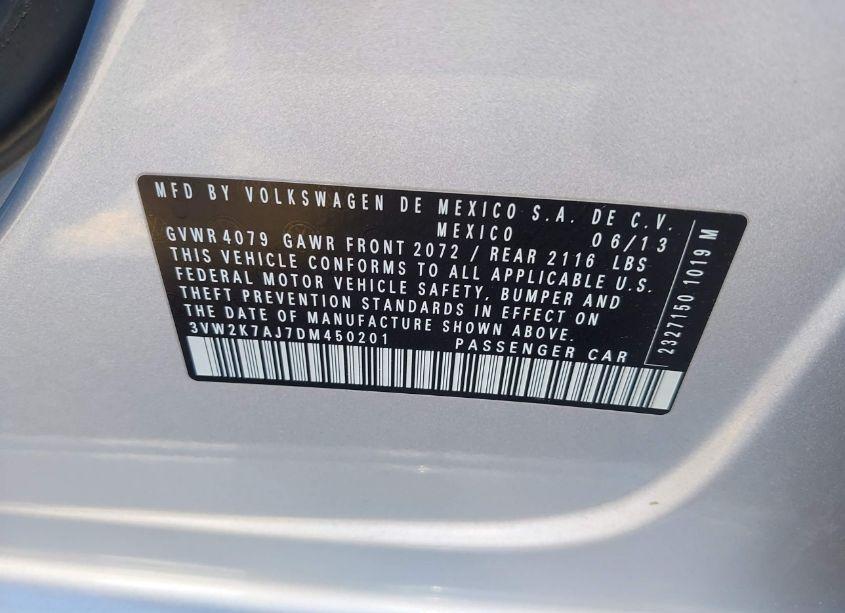 MFD BY VOLKSWAGEN DE MEXICO S.A. DE C.V.
MEXICO 06/13
GVWR 4079 GAWR FRONT 2072 / REAR 2116 LBS
THIS VEHICLE CONFORMS TO ALL APPLICABLE U.S.
FEDERAL MOTOR VEHICLE SAFETY, BUMPER AND
THEFT PREVENTION STANDARDS IN EFFECT ON
THE DATE OF MANUFACTURE SHOWN ABOVE.
3VW2K7AJ7DM450201 PASSENGER CAR
2327150 1019 M